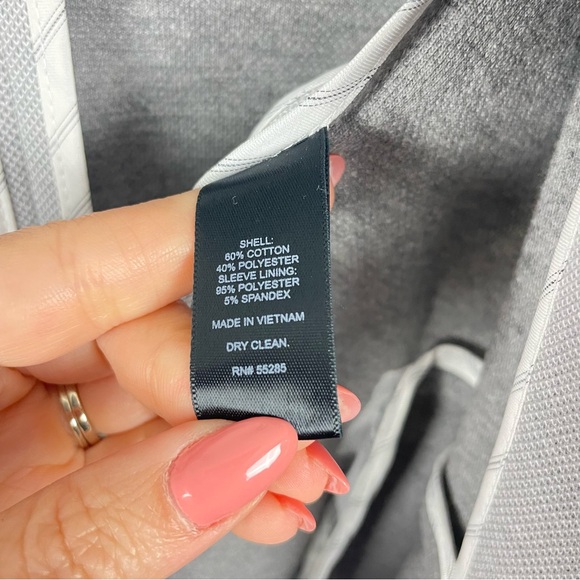 SHELL:
60% COTTON
40% POLYESTER
SLEEVE LINING:
95% POLYESTER
5% SPANDEX
MADE IN VIETNAM
DRY CLEAN.
RN# 55285